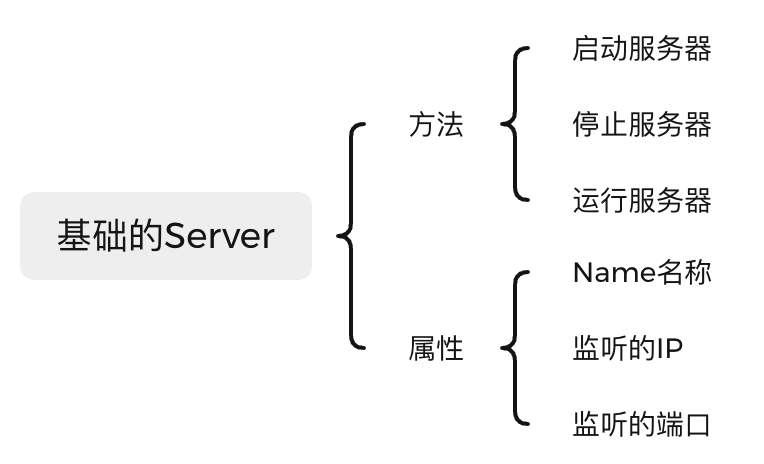 基础的Server
方法
启动服务器
停止服务器
运行服务器
属性
Name名称
监听的IP
监听的端口